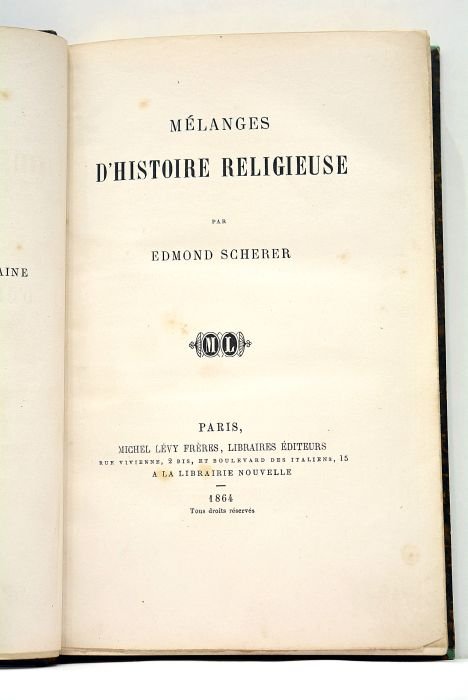 AINE
MÉLANGES
D'HISTOIRE RELIGIEUSE
PAR
EDMOND SCHERER
M L
PARIS,
MICHEL LÉVY FRÈRES, LIBRAIRES ÉDITEURS
RUE VIVIENNE, 2 BIS, ET BOULEVARD DES ITALIENS, 15
A LA LIBRAIRIE NOUVELLE
1864
Tous droits réservés